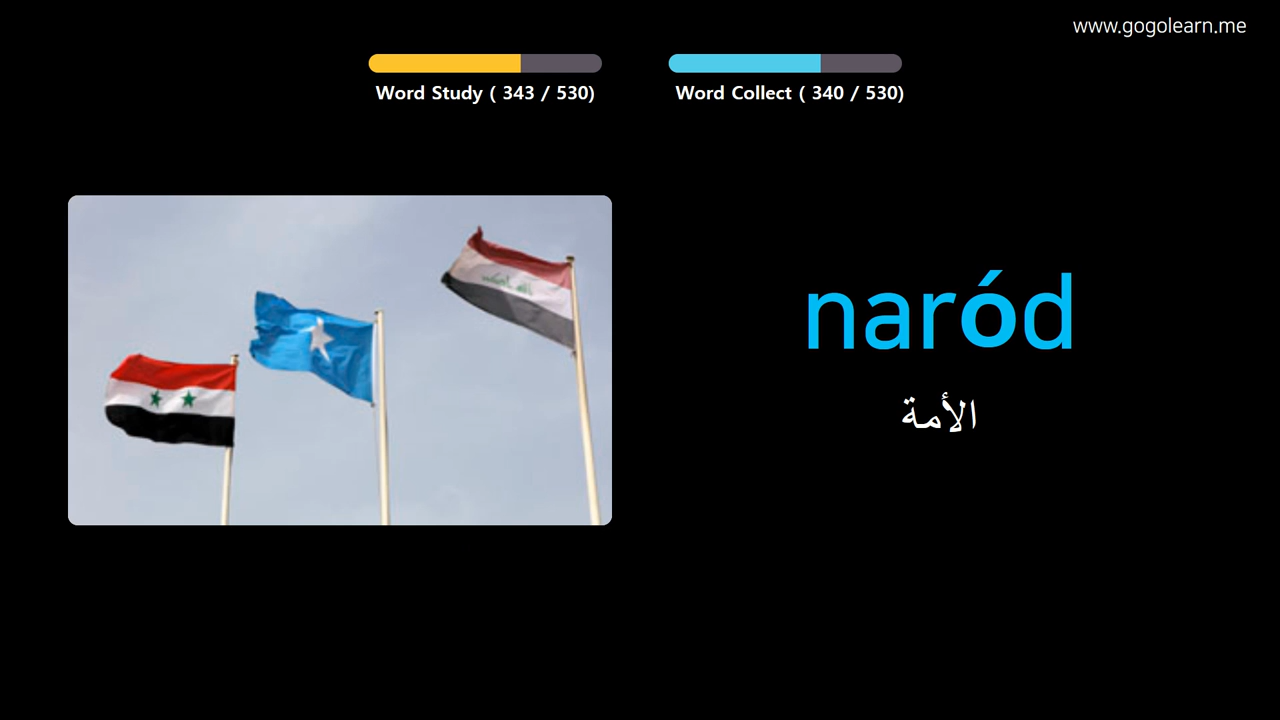 www.gogolearn.me
Word Study ( 343 / 530)
Word Collect ( 340 / 530)
naród
الأمة